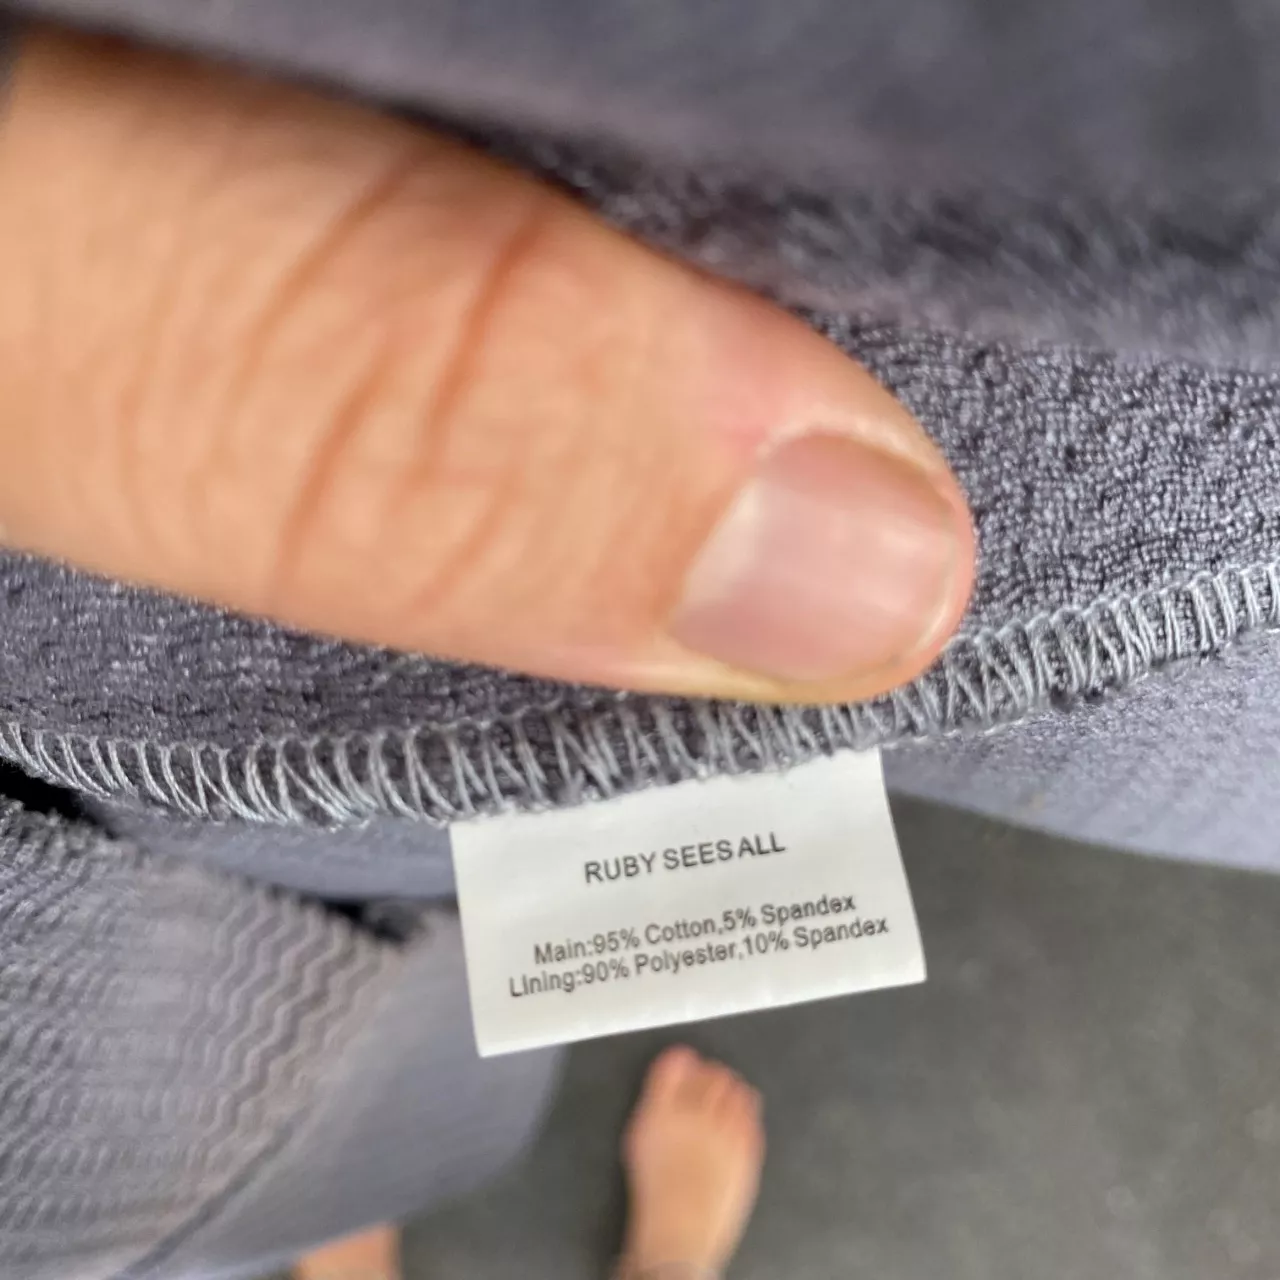 RUBY SEES ALL
Main:95% Cotton,5% Spandex
Lining:90% Polyester,10% Spandex